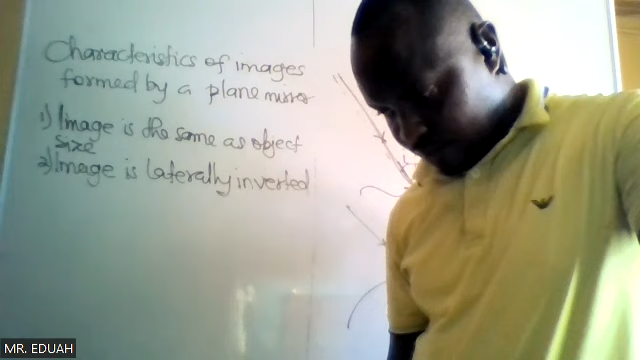 Characteristics of images
formed by a plane mirror
1) Image is the same as object
size
2) Image is laterally inverted
MR. EDUAH